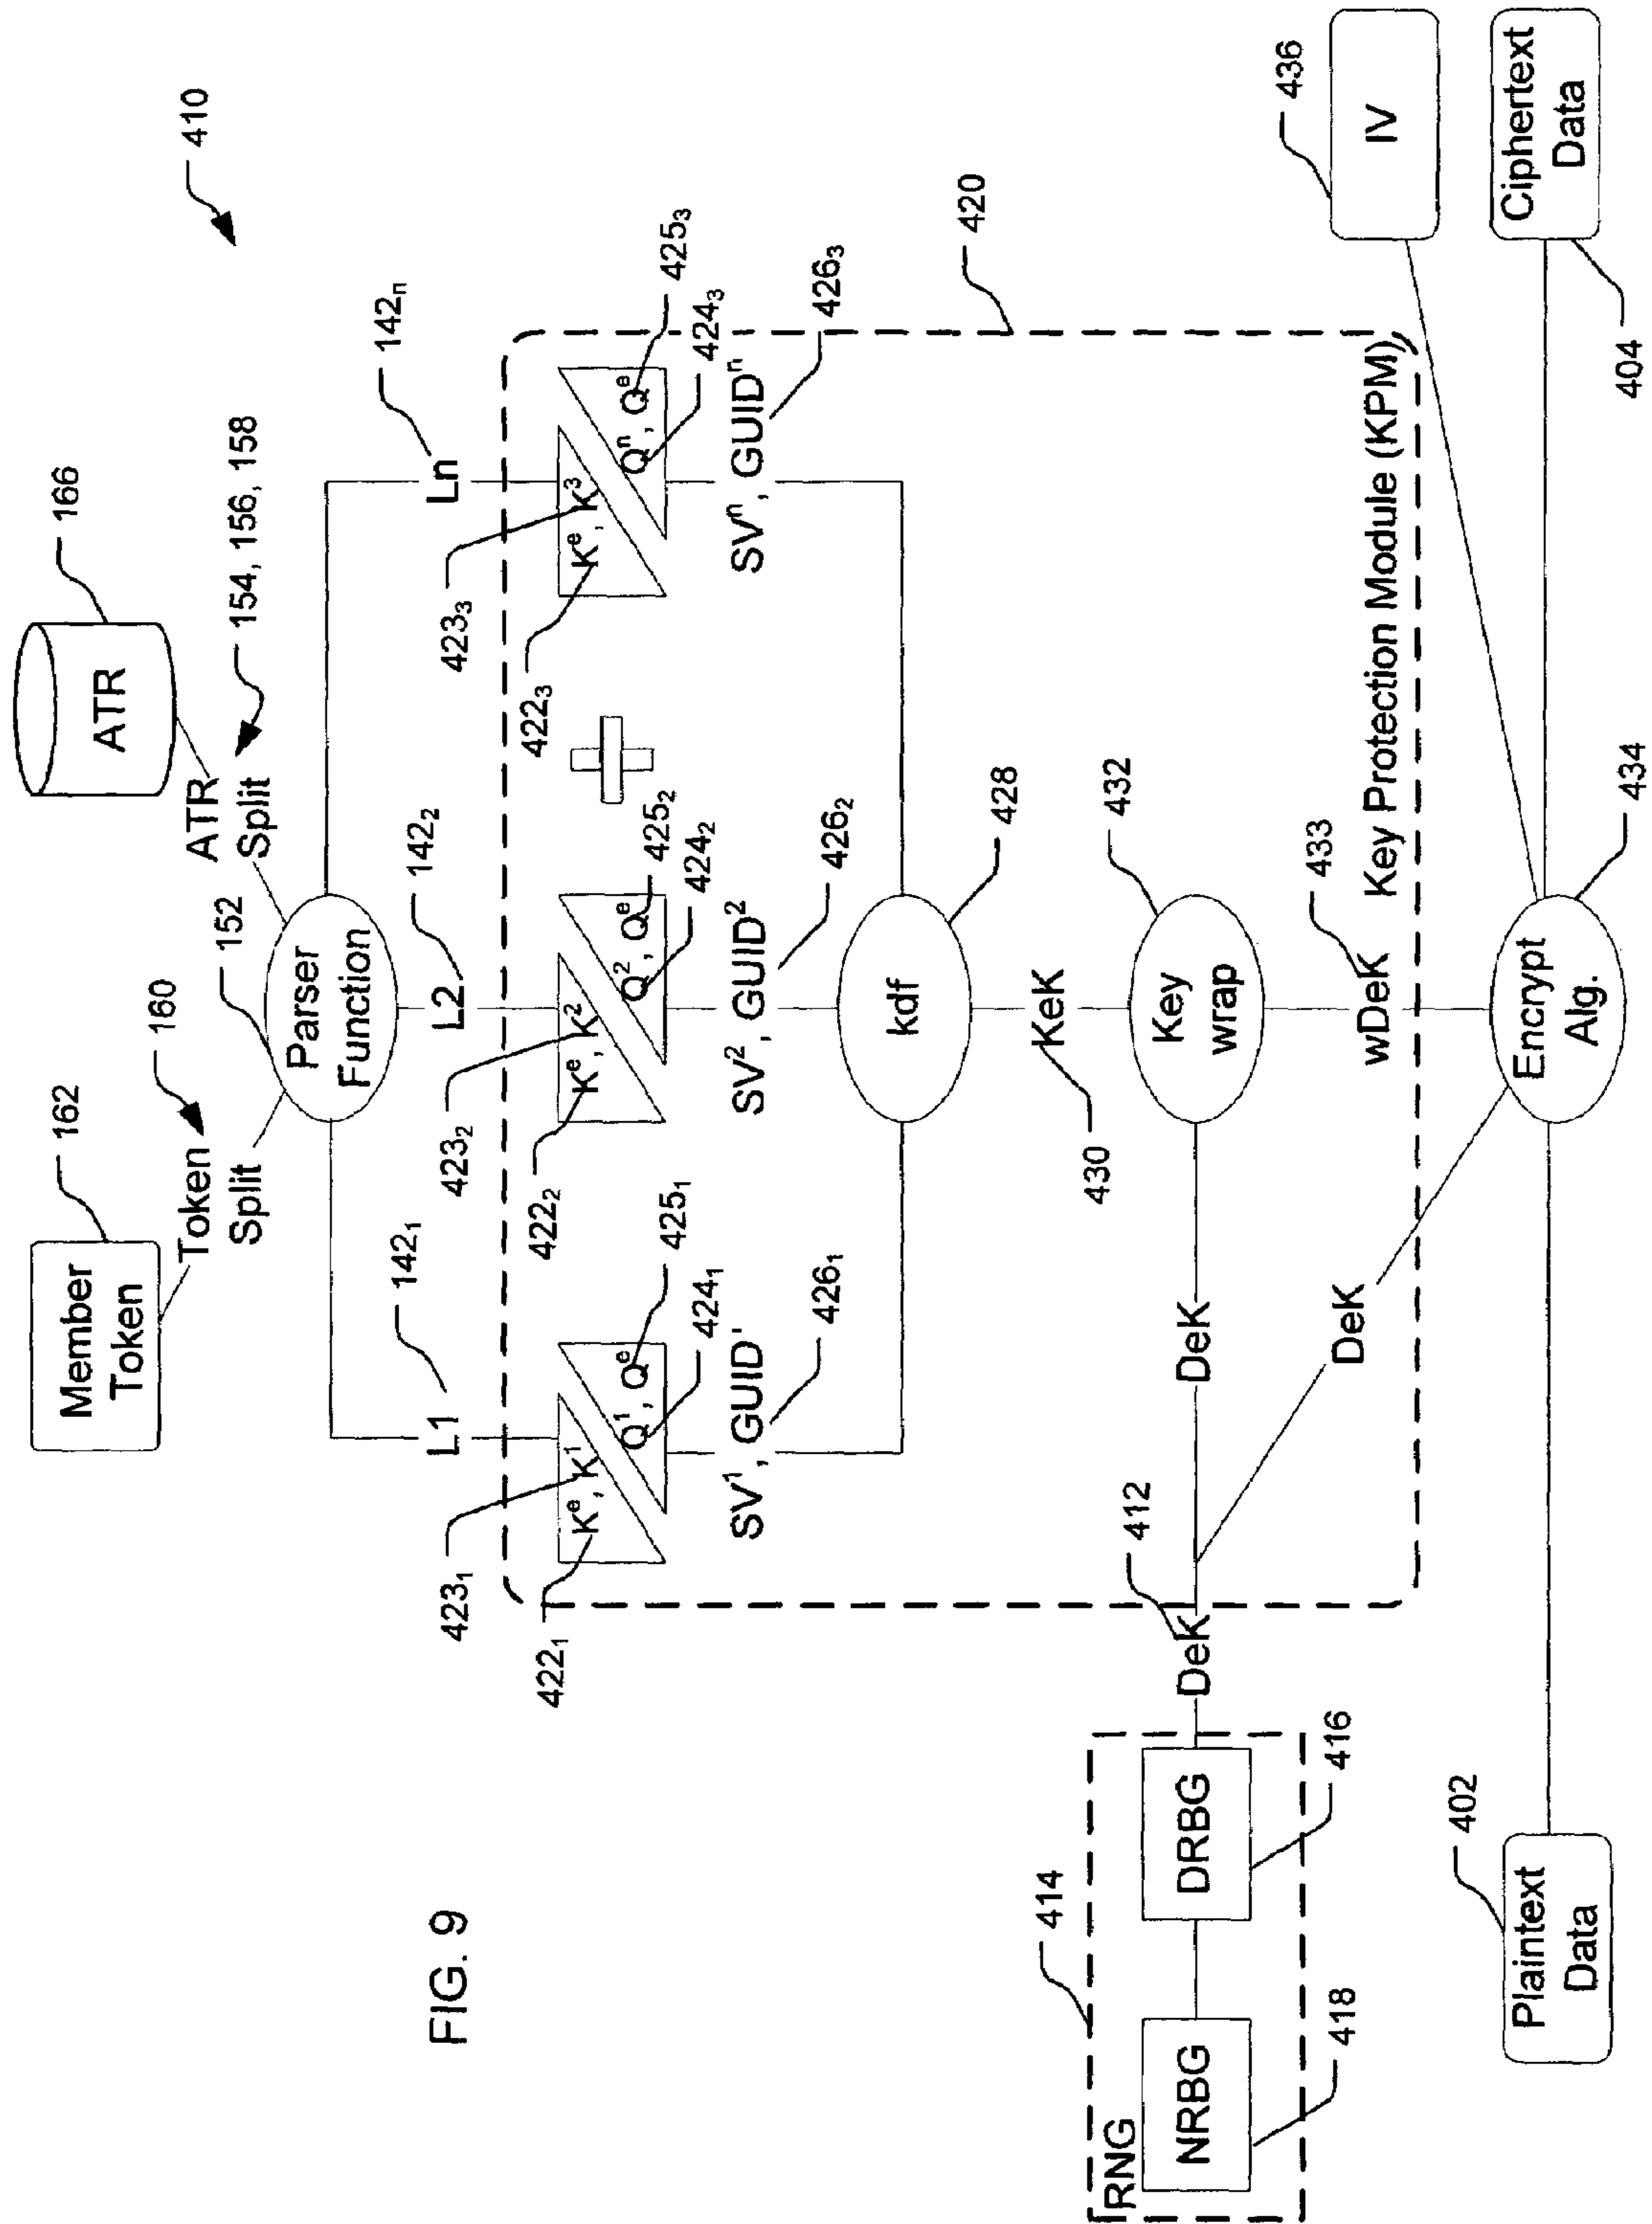 FIG. 9
410
162
Member
Token
160
Token
Split
152
Parser
Function
166
ATR
ATR
Split
154, 156, 158
L1
142₁
L2
142₂
Ln
142ₙ
423₁
422₁
Kᵉ, K¹
Q¹, Qᵉ
425₁
424₁
SV¹, GUID'
426₁
423₂
422₂
Kᵉ, K²
Q², Qᵉ
425₂
424₂
SV², GUID²
426₂
423₃
422₃
Kᵉ, K³
Qⁿ, Qᵉ
425₃
424₃
SVⁿ, GUIDⁿ
426₃
420
kdf
428
KeK
430
414
RNG
NRBG
418
DRBG
416
DeK
412
DeK
Key
wrap
432
DeK
wDeK
433
Key Protection Module (KPM)
436
IV
402
Plaintext
Data
Encrypt
Alg.
434
Ciphertext
Data
404